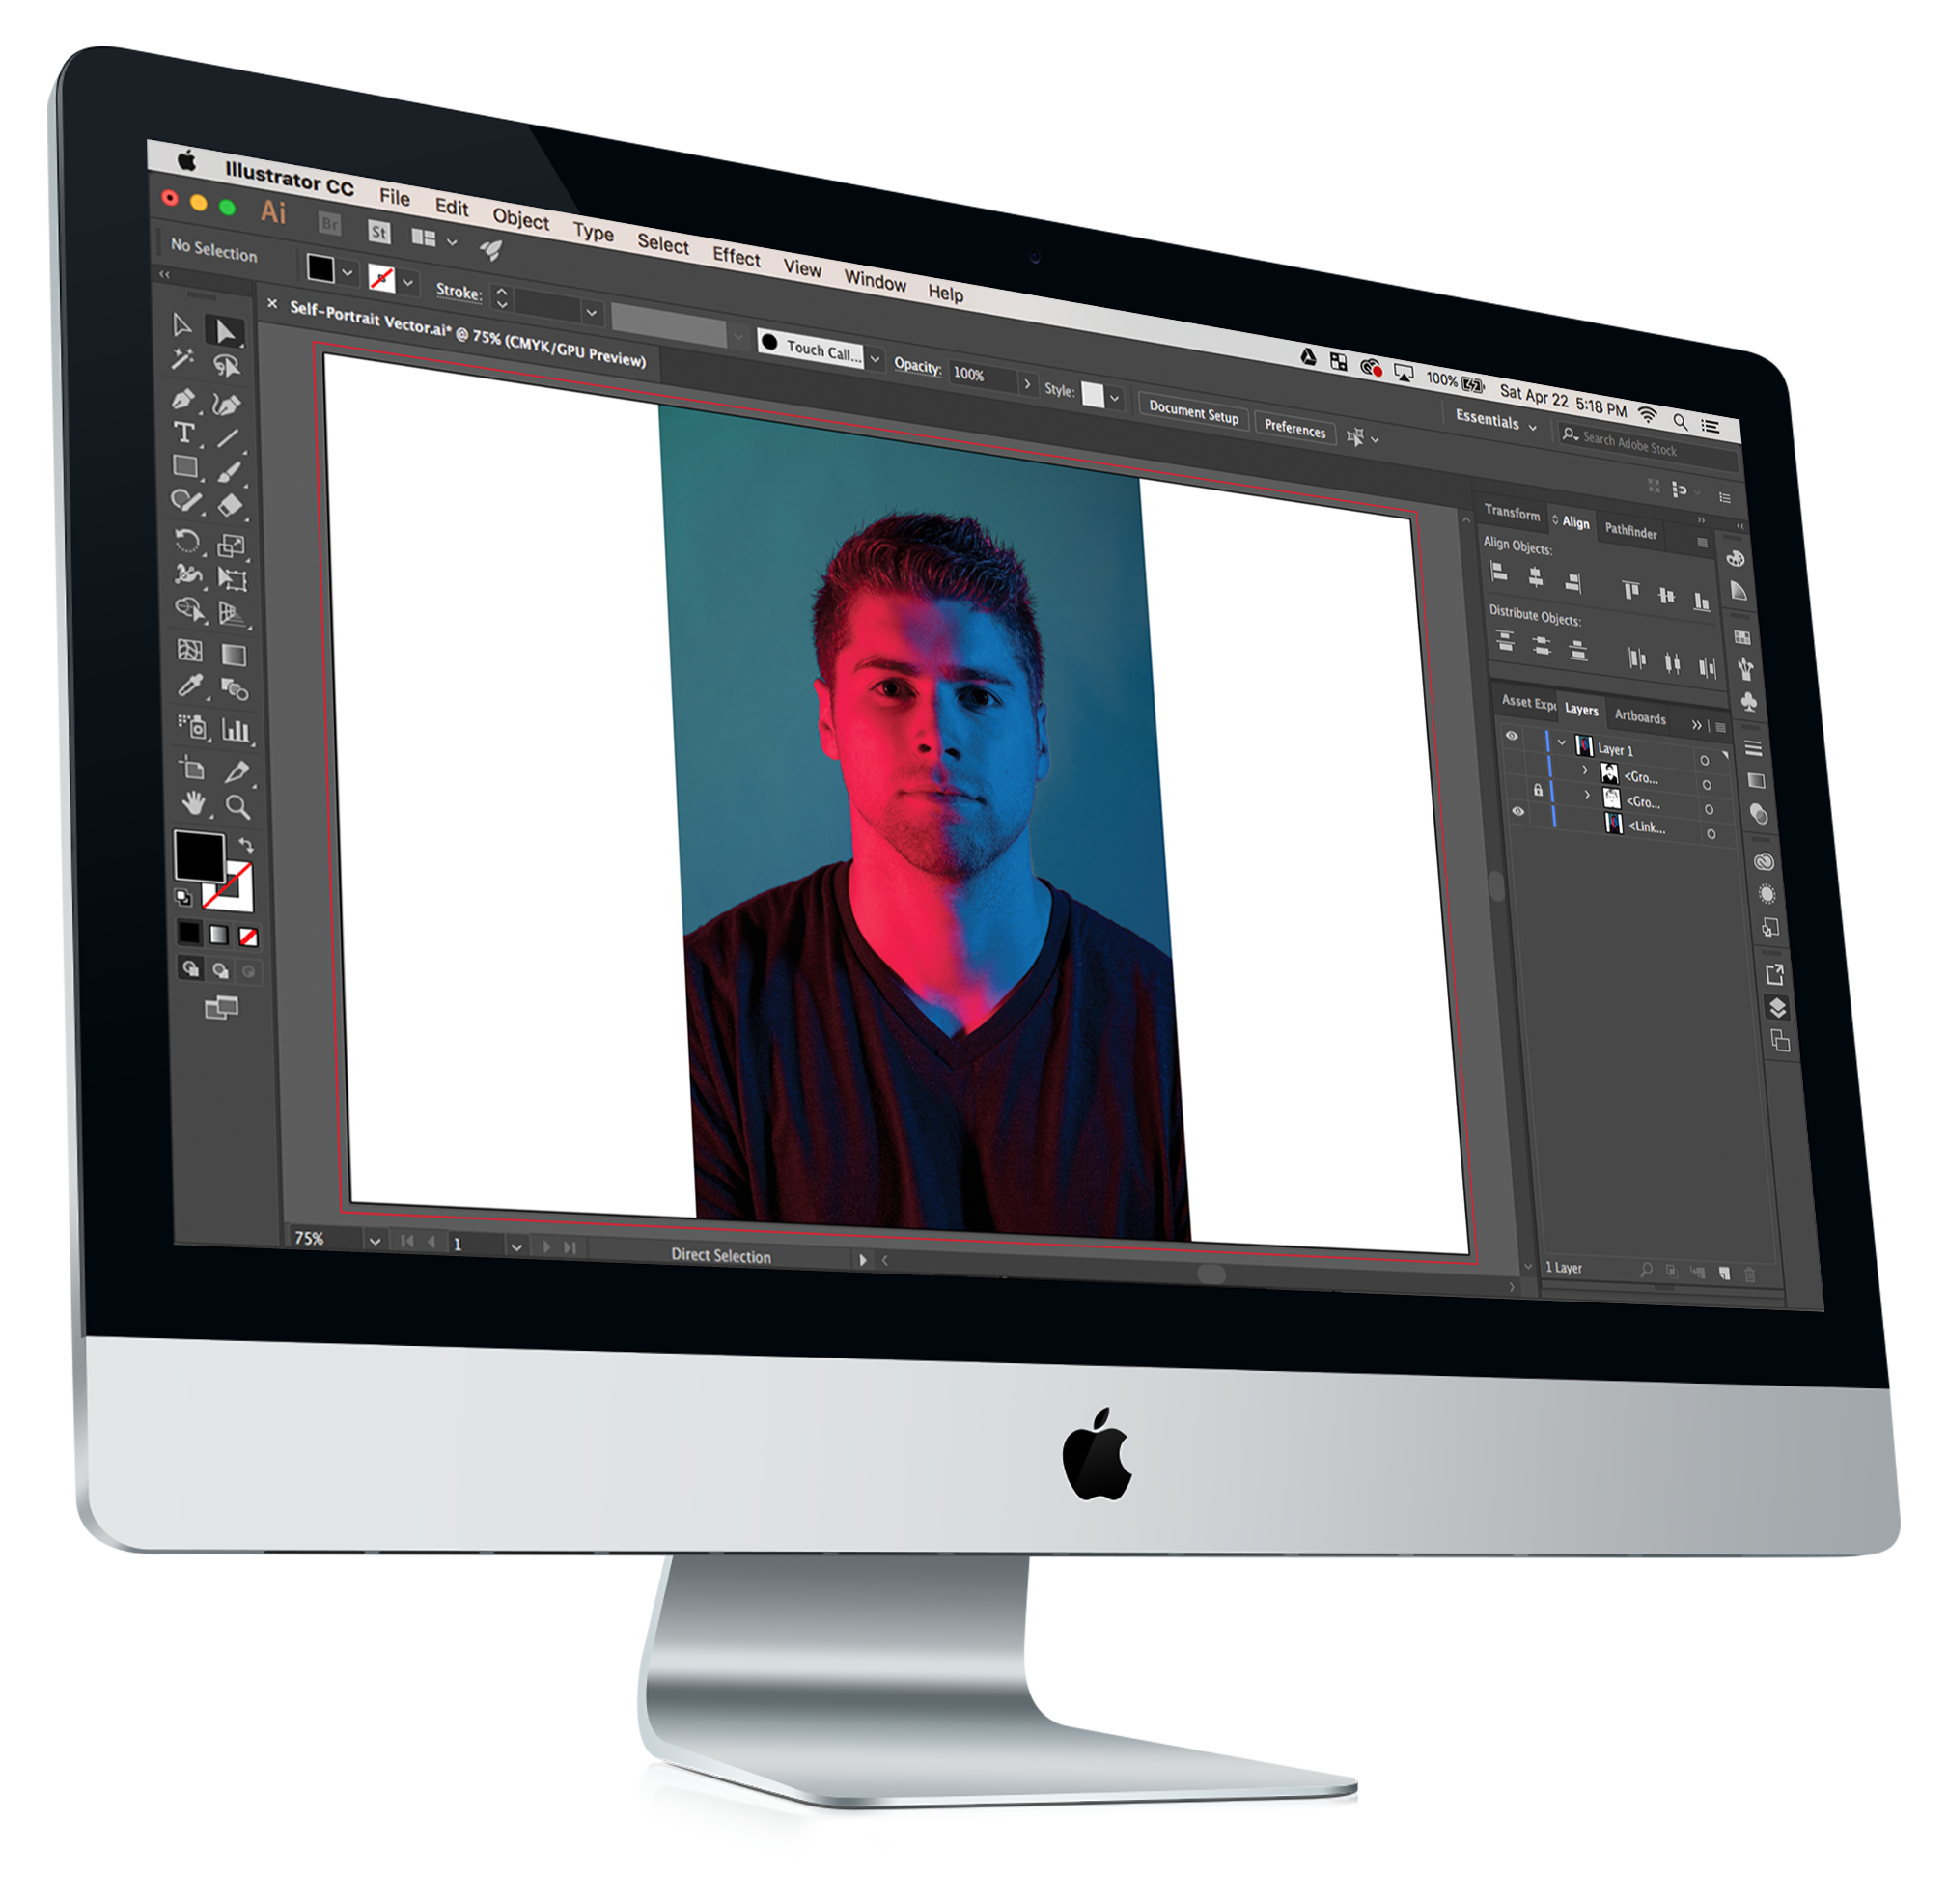 Illustrator CC File Edit Object Type Select Effect View Window Help
100% Sat Apr 22 5:18 PM
Ai Br St
Essentials Search Adobe Stock
No Selection Stroke: Touch Call... Opacity: 100% Style: Document Setup Preferences
× Self-Portrait Vector.ai* @ 75% (CMYK/GPU Preview)
Transform Align Pathfinder
Align Objects:
Distribute Objects:
Asset Expo Layers Artboards
Layer 1
<Gro...
<Gro...
<Link...
75% 1 Direct Selection
1 Layer